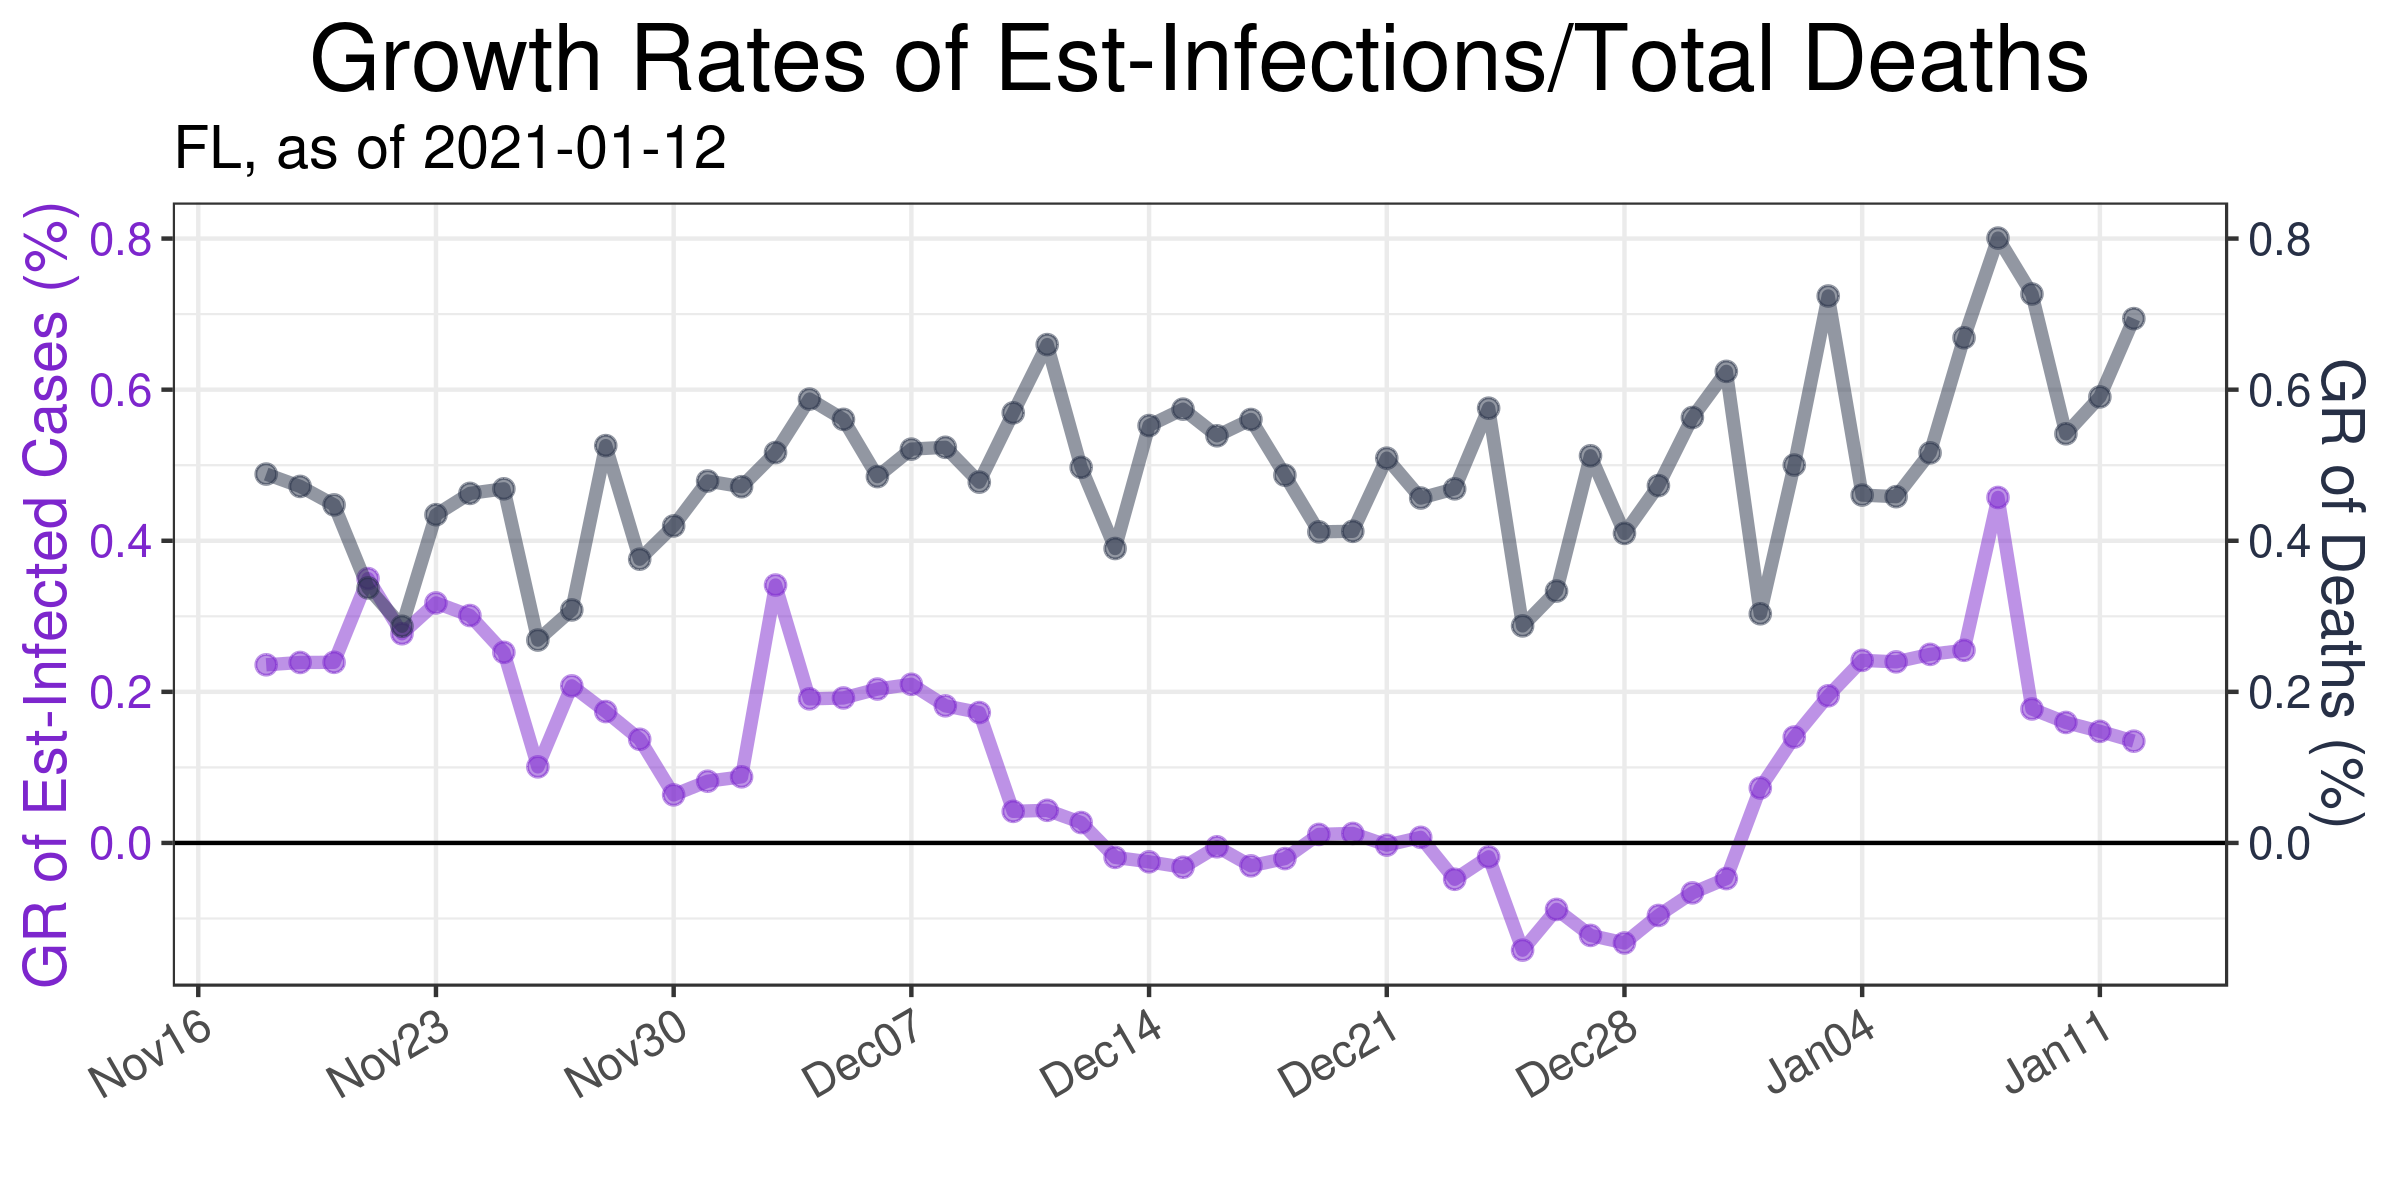 Growth Rates of Est-Infections/Total Deaths
FL, as of 2021-01-12
GR of Est-Infected Cases (%)
0.8
0.6
0.4
0.2
0.0
0.8
0.6
0.4
0.2
0.0
GR of Deaths (%)
Nov16
Nov23
Nov30
Dec07
Dec14
Dec21
Dec28
Jan04
Jan11